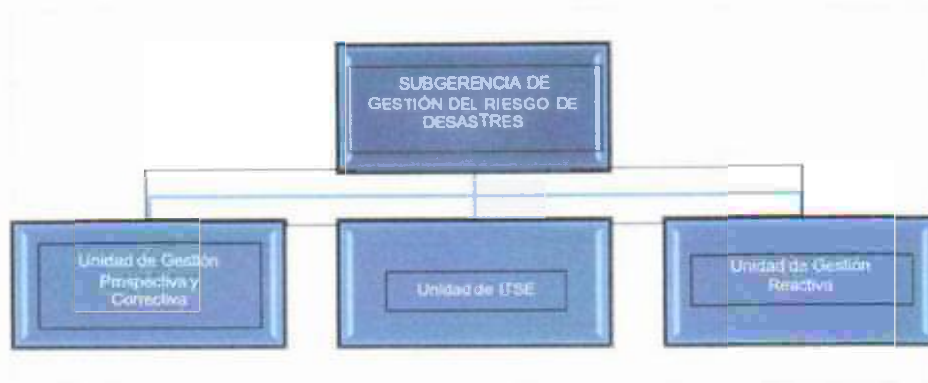 SUBGERENCIA DE
GESTIÓN DEL RIESGO DE
DESASTRES
Unidad de Gestión
Prospectiva y
Correctiva
Unidad de ITSE
Unidad de Gestión
Reactiva